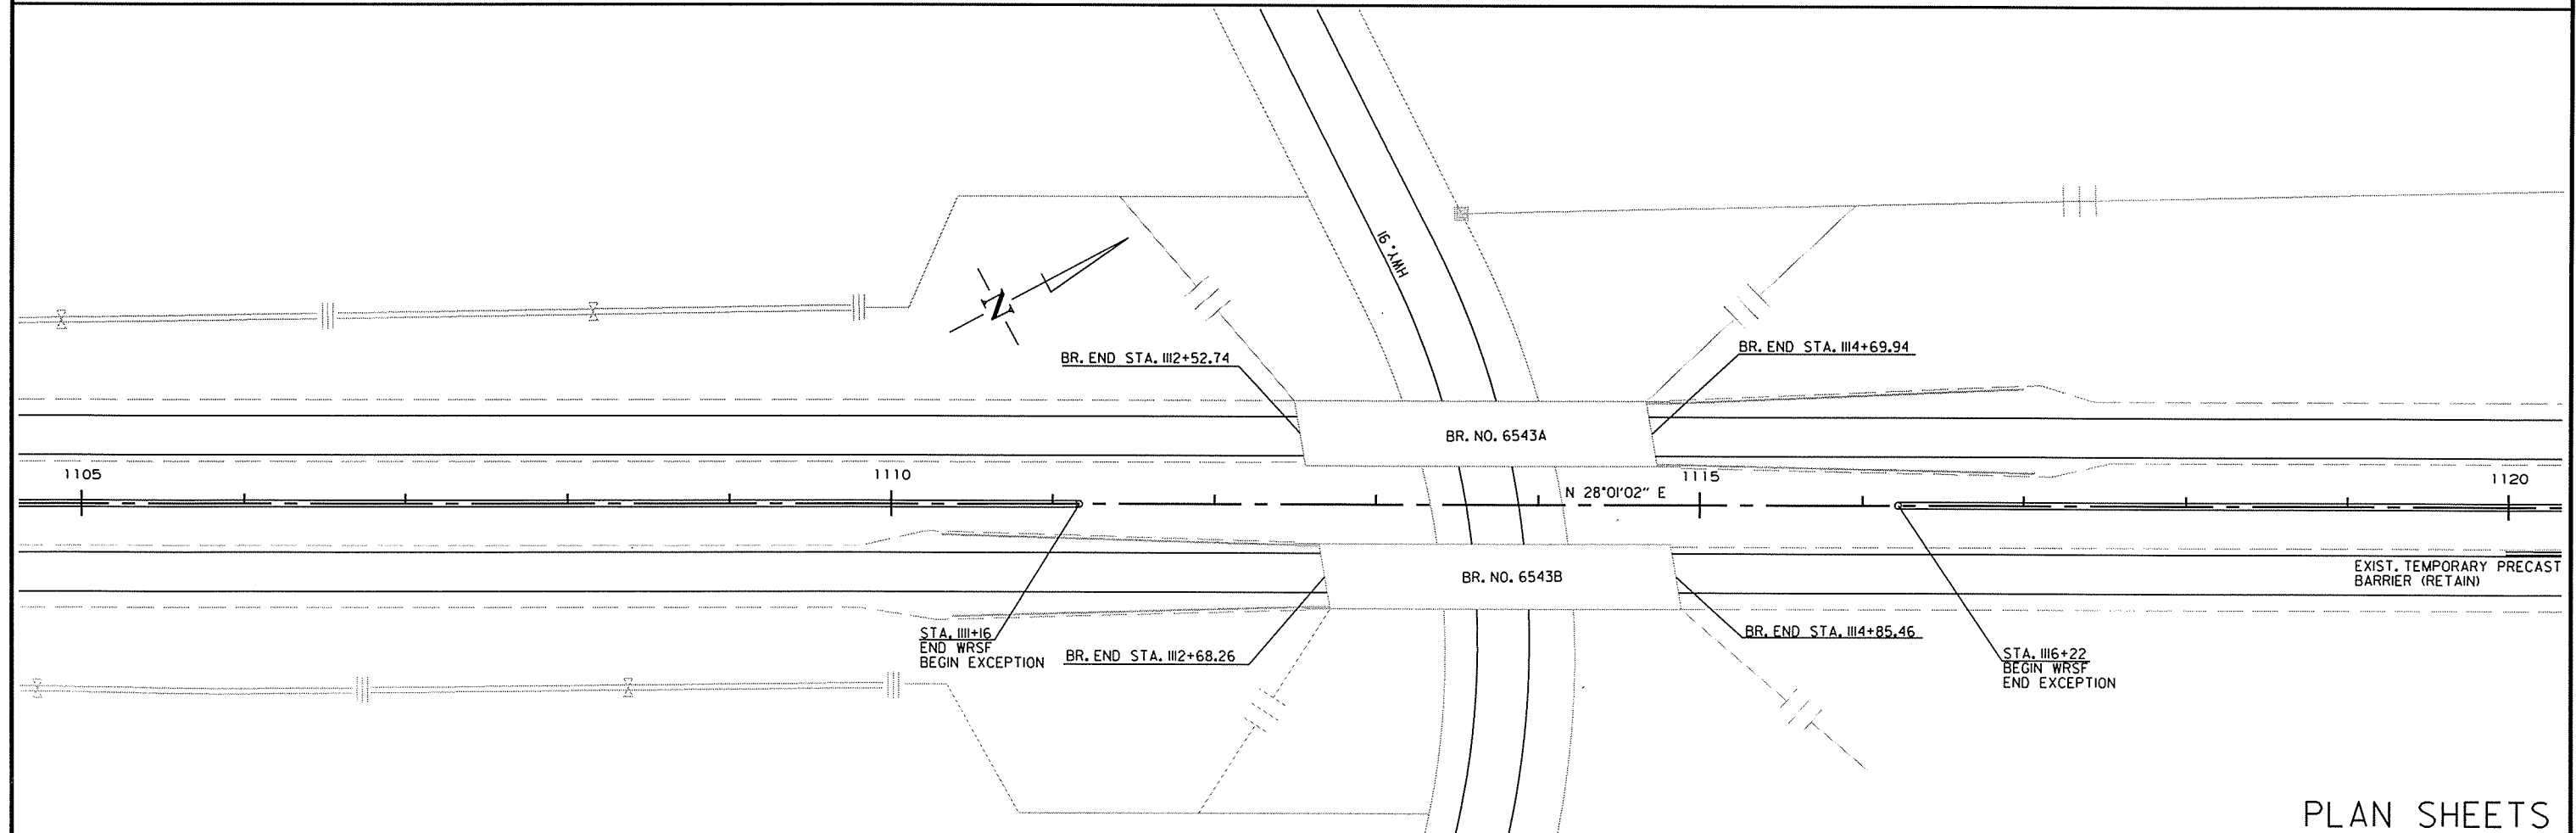 HWY. 91
N
BR. END STA. 1112+52.74
BR. END STA. 1114+69.94
BR. NO. 6543A
1105
1110
1115
1120
N 28°01'02" E
BR. NO. 6543B
EXIST. TEMPORARY PRECAST
BARRIER (RETAIN)
STA. 1111+16
END WRSF
BEGIN EXCEPTION
BR. END STA. 1112+68.26
BR. END STA. 1114+85.46
STA. 1116+22
BEGIN WRSF
END EXCEPTION
PLAN SHEETS